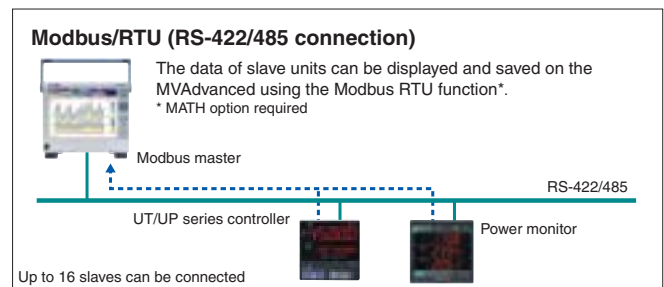 Modbus/RTU (RS-422/485 connection)
The data of slave units can be displayed and saved on the
MVAdvanced using the Modbus RTU function*.
* MATH option required
Modbus master
RS-422/485
UT/UP series controller
Power monitor
Up to 16 slaves can be connected